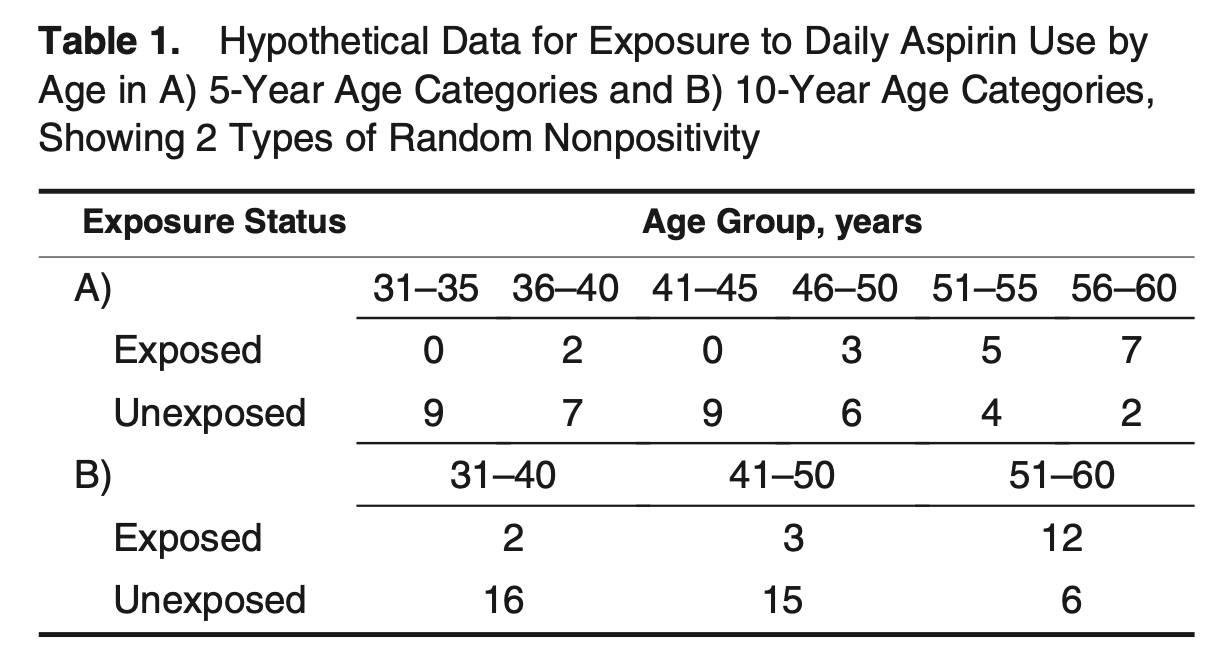 Table 1. Hypothetical Data for Exposure to Daily Aspirin Use by
Age in A) 5-Year Age Categories and B) 10-Year Age Categories,
Showing 2 Types of Random Nonpositivity
Exposure Status Age Group, years
A) 31–35 36–40 41–45 46–50 51–55 56–60
Exposed 0 2 0 3 5 7
Unexposed 9 7 9 6 4 2
B) 31–40 41–50 51–60
Exposed 2 3 12
Unexposed 16 15 6